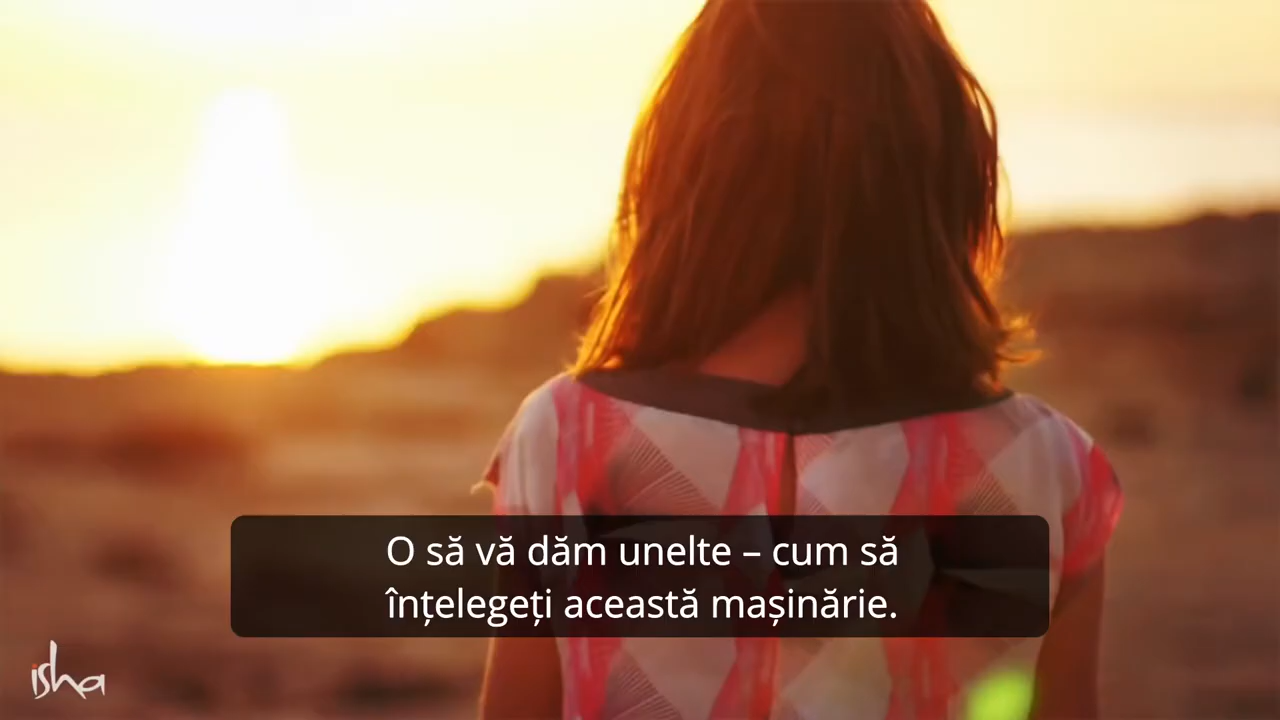 O să vă dăm unelte – cum să
înțelegeți această mașinărie.
isha